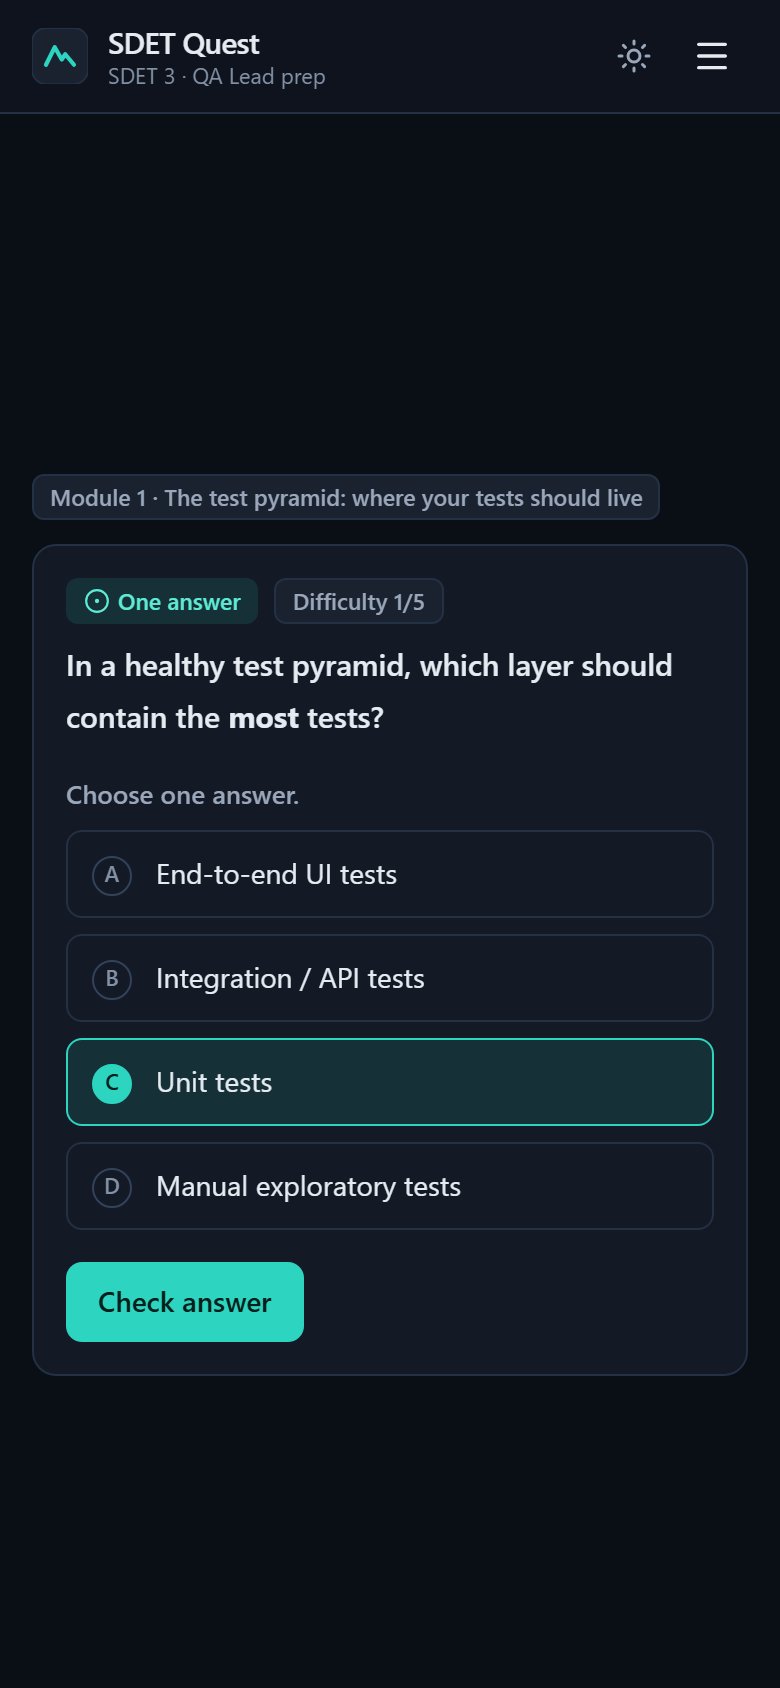 SDET Quest
SDET 3 · QA Lead prep
Module 1 · The test pyramid: where your tests should live
One answer
Difficulty 1/5
In a healthy test pyramid, which layer should
contain the most tests?
Choose one answer.
A End-to-end UI tests
B Integration / API tests
C Unit tests
D Manual exploratory tests
Check answer